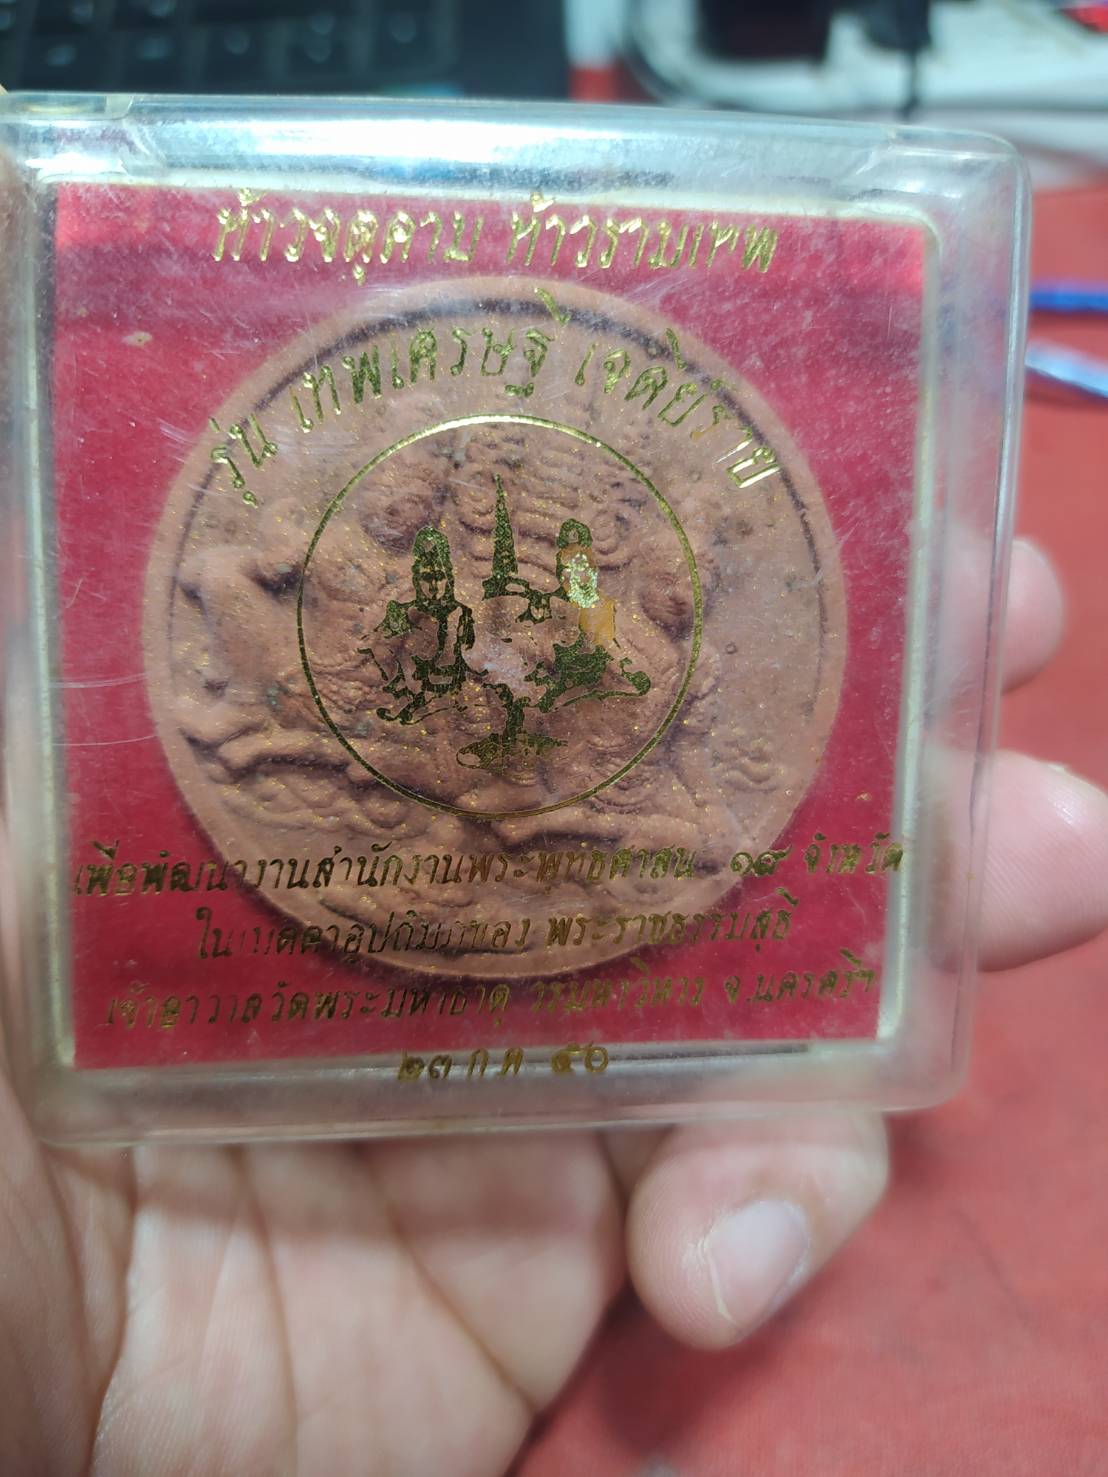 ท้าวจตุคาม ท้าวรามเทพ
รุ่น เทพเศรษฐี เจดีย์ราย
เพื่อพัฒนางานสำนักงานพระพุทธศาสน ๑๙ จังหวัด
ในเมตตาอุปถัมภ์ของ พระราชธรรมสุธี
เจ้าอาวาสวัดพระมหาธาตุ วรมหาวิหาร จ.นครศรีฯ
๒๓ ก.ค. ๕๐